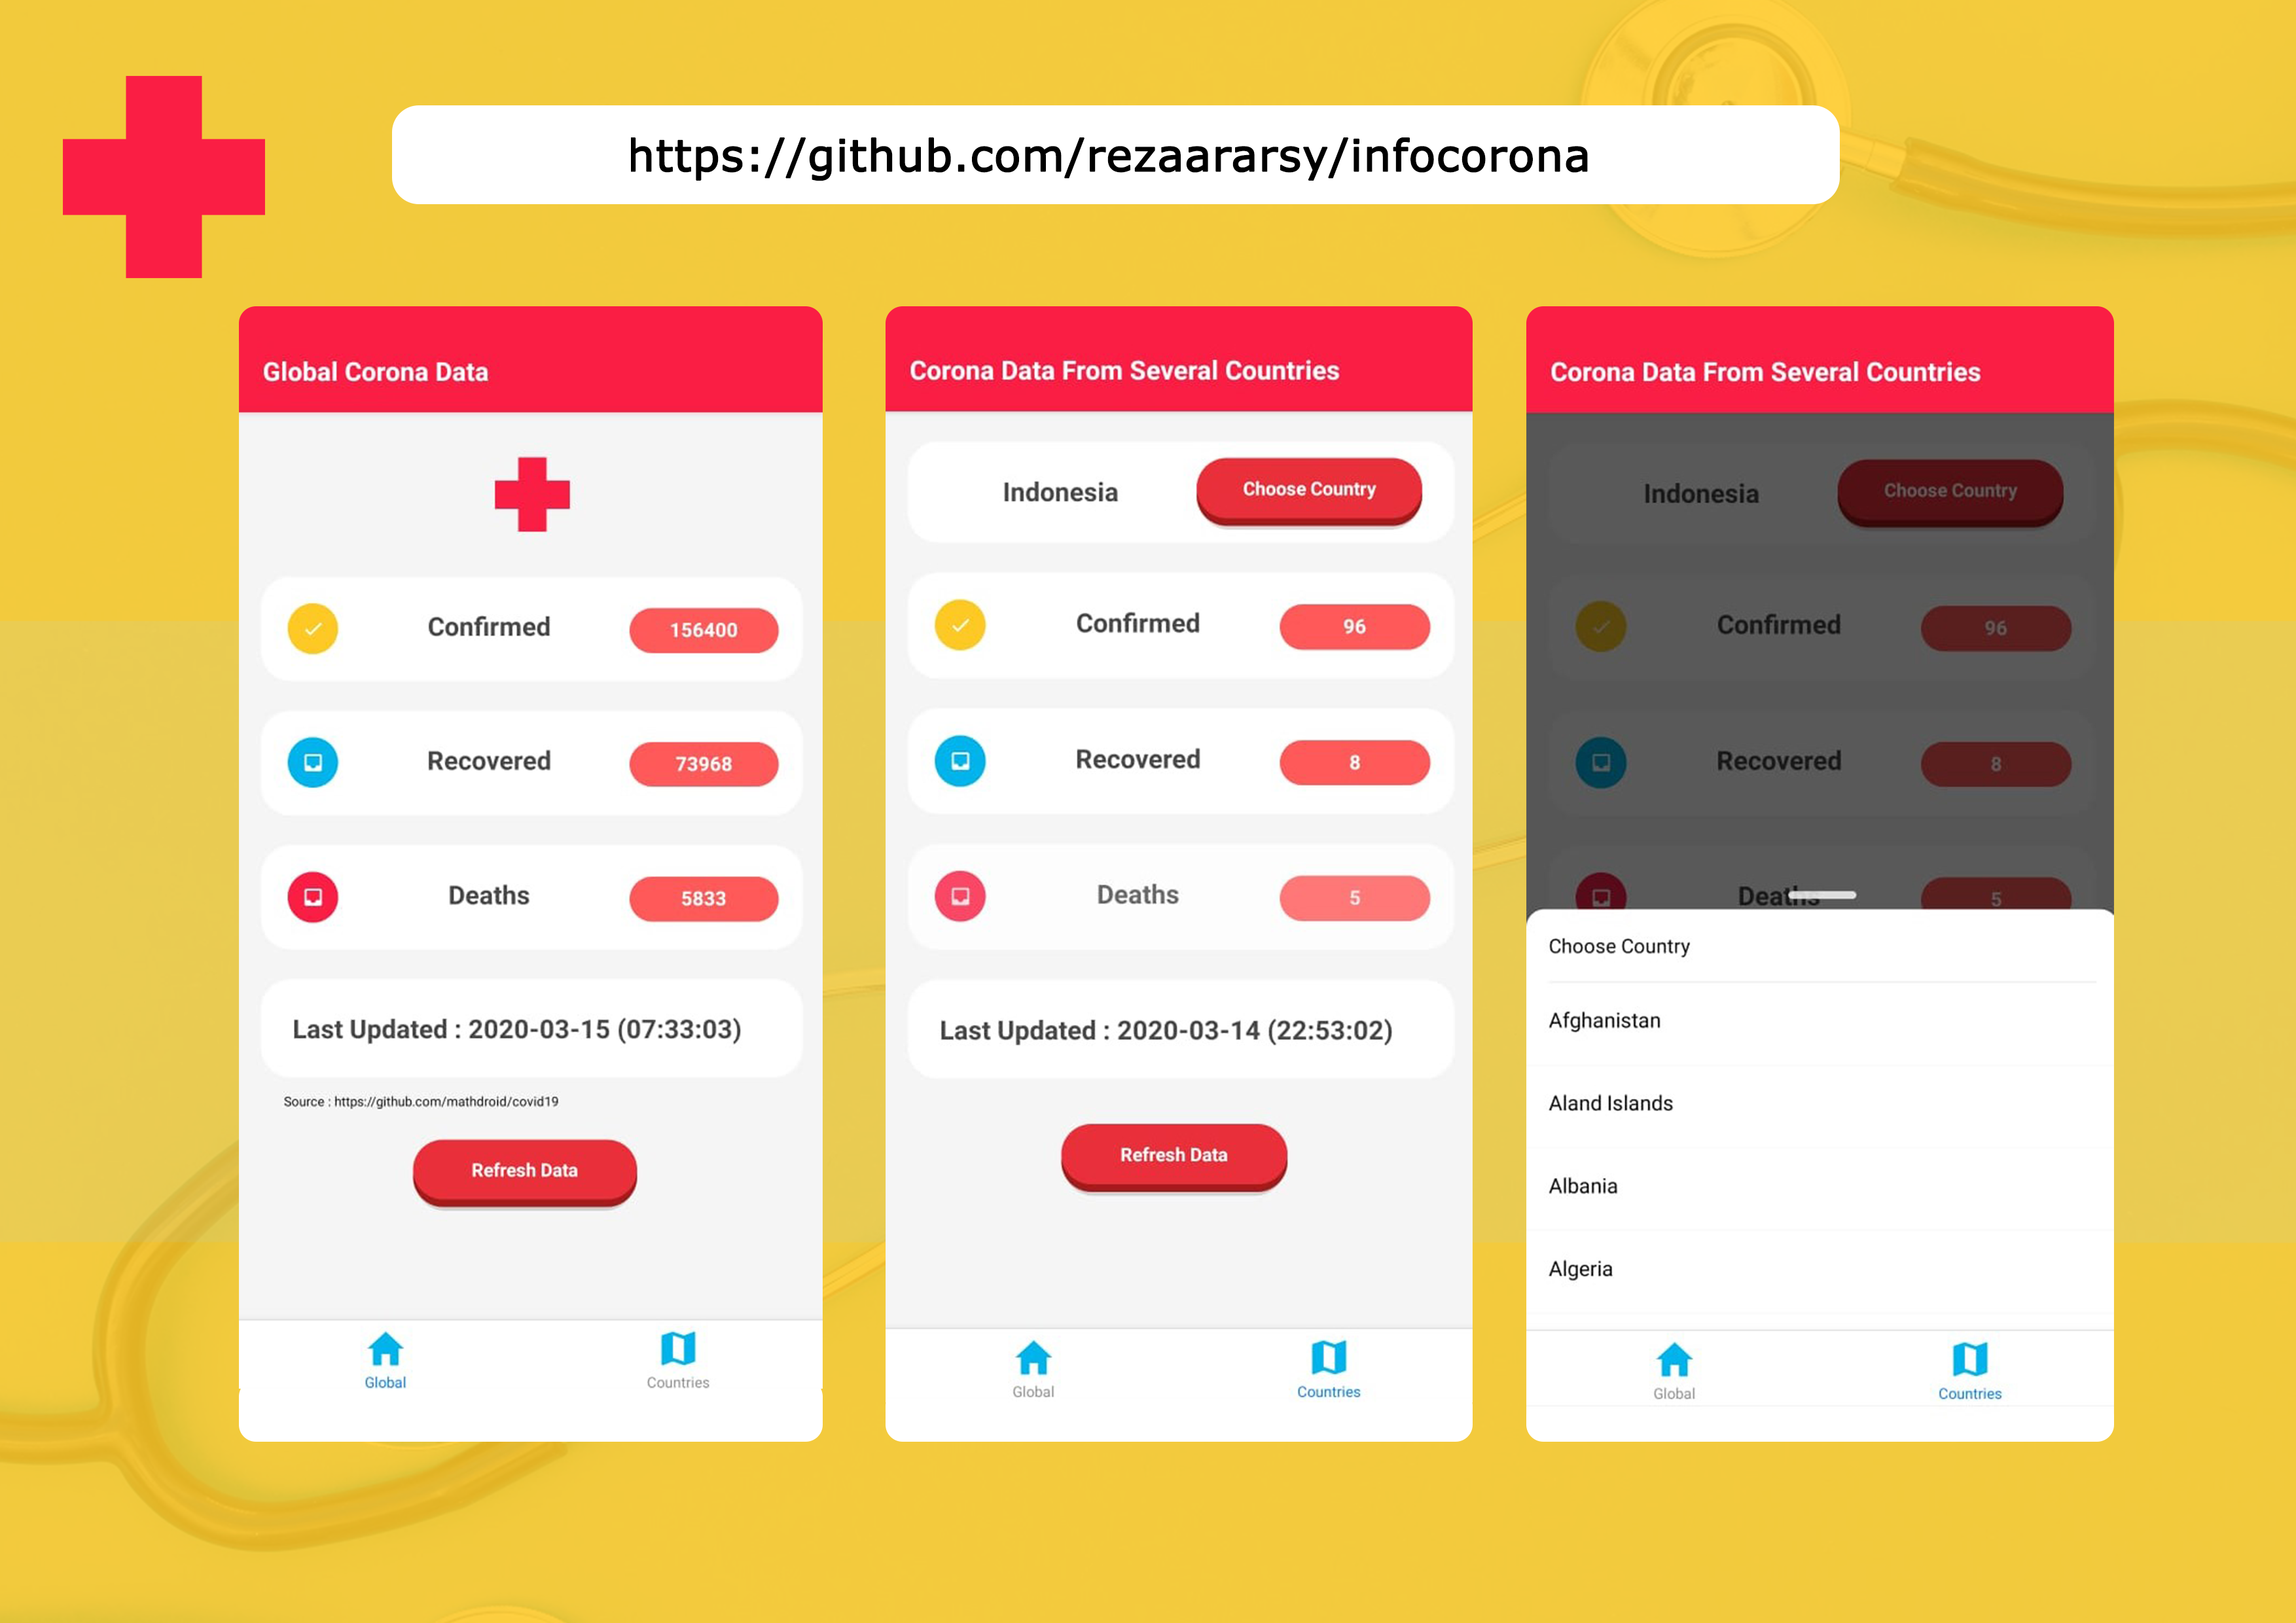 https://github.com/rezaararsy/infocorona
Global Corona Data
Confirmed 156400
Recovered 73968
Deaths 5833
Last Updated : 2020-03-15 (07:33:03)
Source : https://github.com/mathdroid/covid19
Refresh Data
Global Countries
Corona Data From Several Countries
Indonesia Choose Country
Confirmed 96
Recovered 8
Deaths 5
Last Updated : 2020-03-14 (22:53:02)
Refresh Data
Global Countries
Corona Data From Several Countries
Indonesia Choose Country
Confirmed 96
Recovered 8
Deaths 5
Choose Country
Afghanistan
Aland Islands
Albania
Algeria
Global Countries